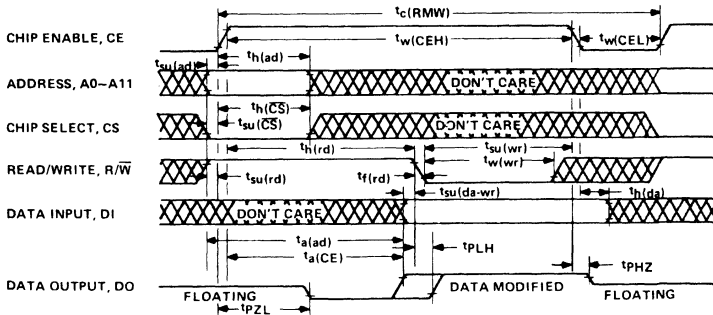 tc(RMW)
CHIP ENABLE, CE
tw(CEH)
tw(CEL)
tsu(ad)
th(ad)
ADDRESS, A0~A11
DON'T CARE
th(C̅S̅)
CHIP SELECT, CS
tsu(C̅S̅)
DON'T CARE
th(rd)
tsu(wr)
tw(wr)
READ/WRITE, R/W̅
tsu(rd)
tf(rd)
tsu(da-wr)
th(da)
DATA INPUT, DI
DON'T CARE
ta(ad)
tPLH
ta(CE)
tPHZ
DATA OUTPUT, DO
FLOATING
DATA MODIFIED
FLOATING
tPZL